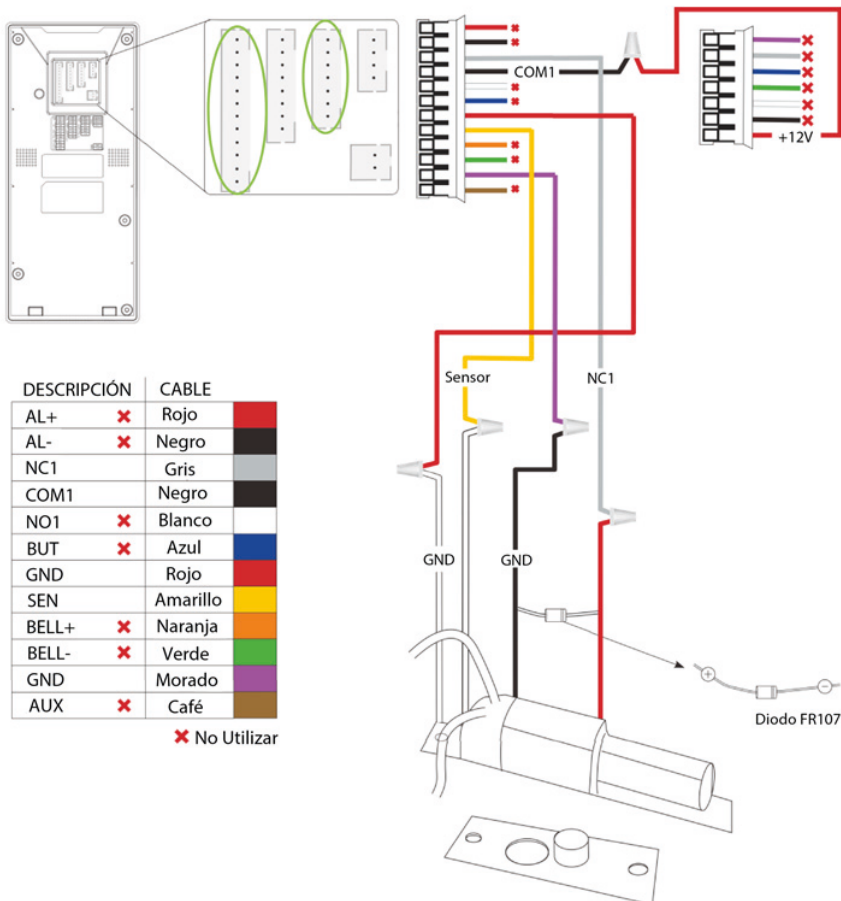 COM1
+12V
Sensor
NC1
GND
GND
DESCRIPCIÓN CABLE
AL+ Rojo
AL- Negro
NC1 Gris
COM1 Negro
NO1 Blanco
BUT Azul
GND Rojo
SEN Amarillo
BELL+ Naranja
BELL- Verde
GND Morado
AUX Café
No Utilizar
Diodo FR107